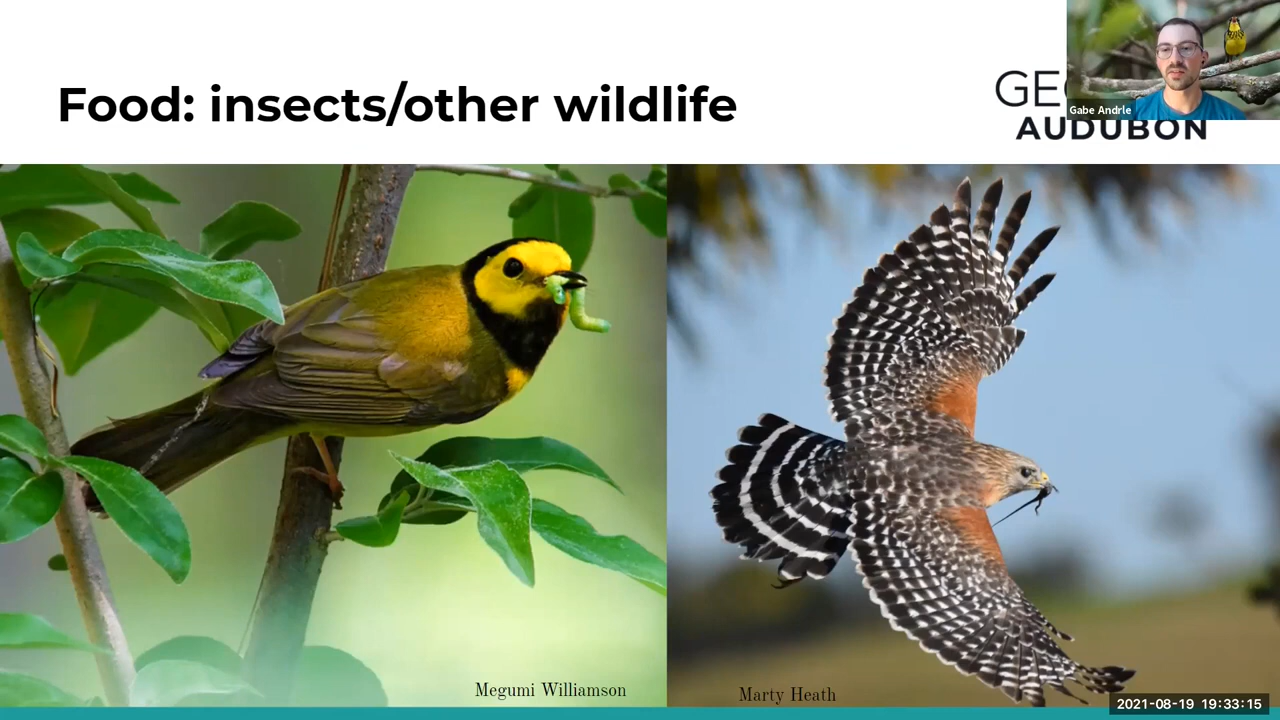 Food: insects/other wildlife
GE
AUDUBON
Gabe Andrle
Megumi Williamson
Marty Heath
2021-08-19 19:33:15